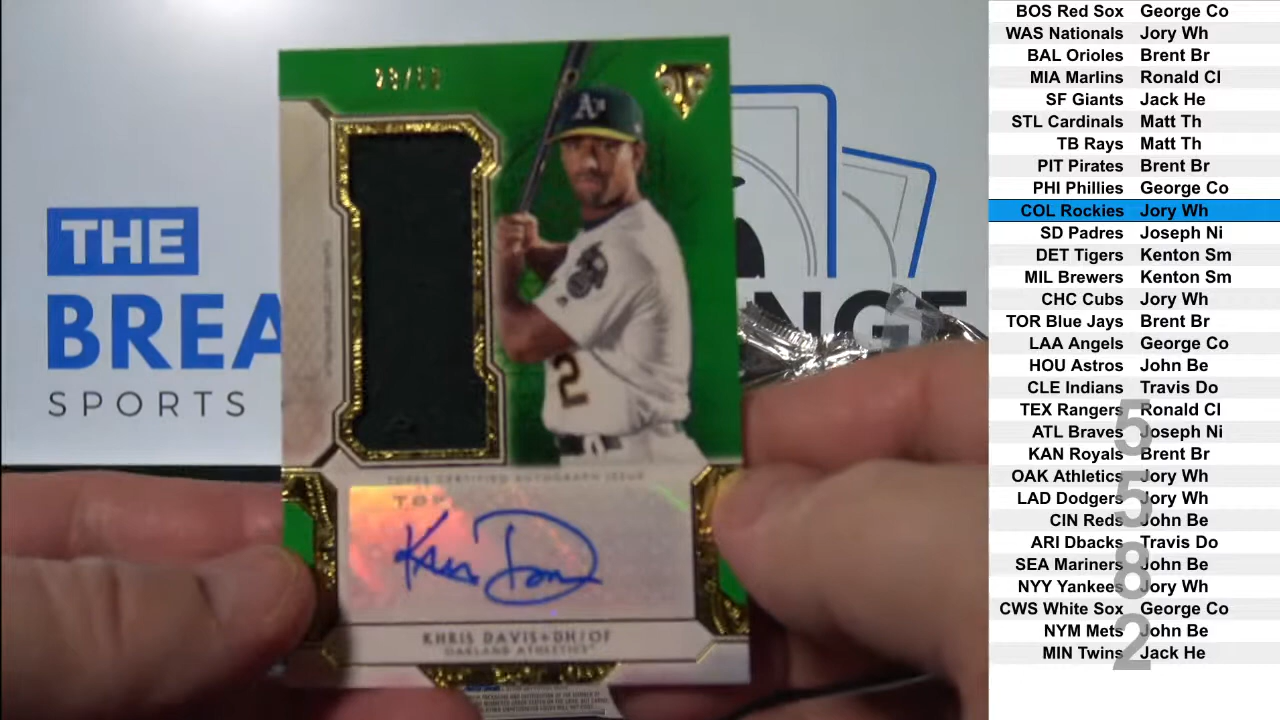 THE
BREA
SPORTS
NGE
A's
2
TOPPS CERTIFIED AUTOGRAPH ISSUE
TOP
KHRIS DAVIS • DH/OF
OAKLAND ATHLETICS
BOS Red Sox George Co
WAS Nationals Jory Wh
BAL Orioles Brent Br
MIA Marlins Ronald Cl
SF Giants Jack He
STL Cardinals Matt Th
TB Rays Matt Th
PIT Pirates Brent Br
PHI Phillies George Co
COL Rockies Jory Wh
SD Padres Joseph Ni
DET Tigers Kenton Sm
MIL Brewers Kenton Sm
CHC Cubs Jory Wh
TOR Blue Jays Brent Br
LAA Angels George Co
HOU Astros John Be
CLE Indians Travis Do
TEX Rangers Ronald Cl
ATL Braves Joseph Ni
KAN Royals Brent Br
OAK Athletics Jory Wh
LAD Dodgers Jory Wh
CIN Reds John Be
ARI Dbacks Travis Do
SEA Mariners John Be
NYY Yankees Jory Wh
CWS White Sox George Co
NYM Mets John Be
MIN Twins Jack He
5
5
8
2